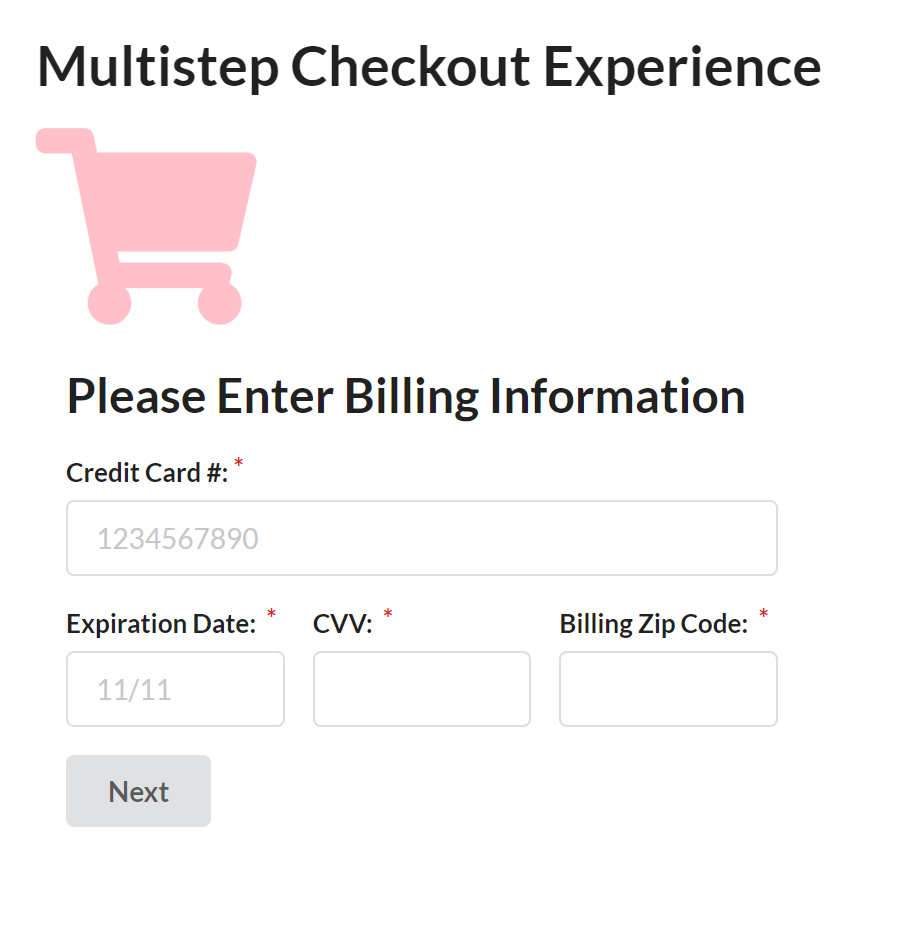 Multistep Checkout Experience
Please Enter Billing Information
Credit Card #: *
1234567890
Expiration Date: * CVV: * Billing Zip Code: *
11/11
Next